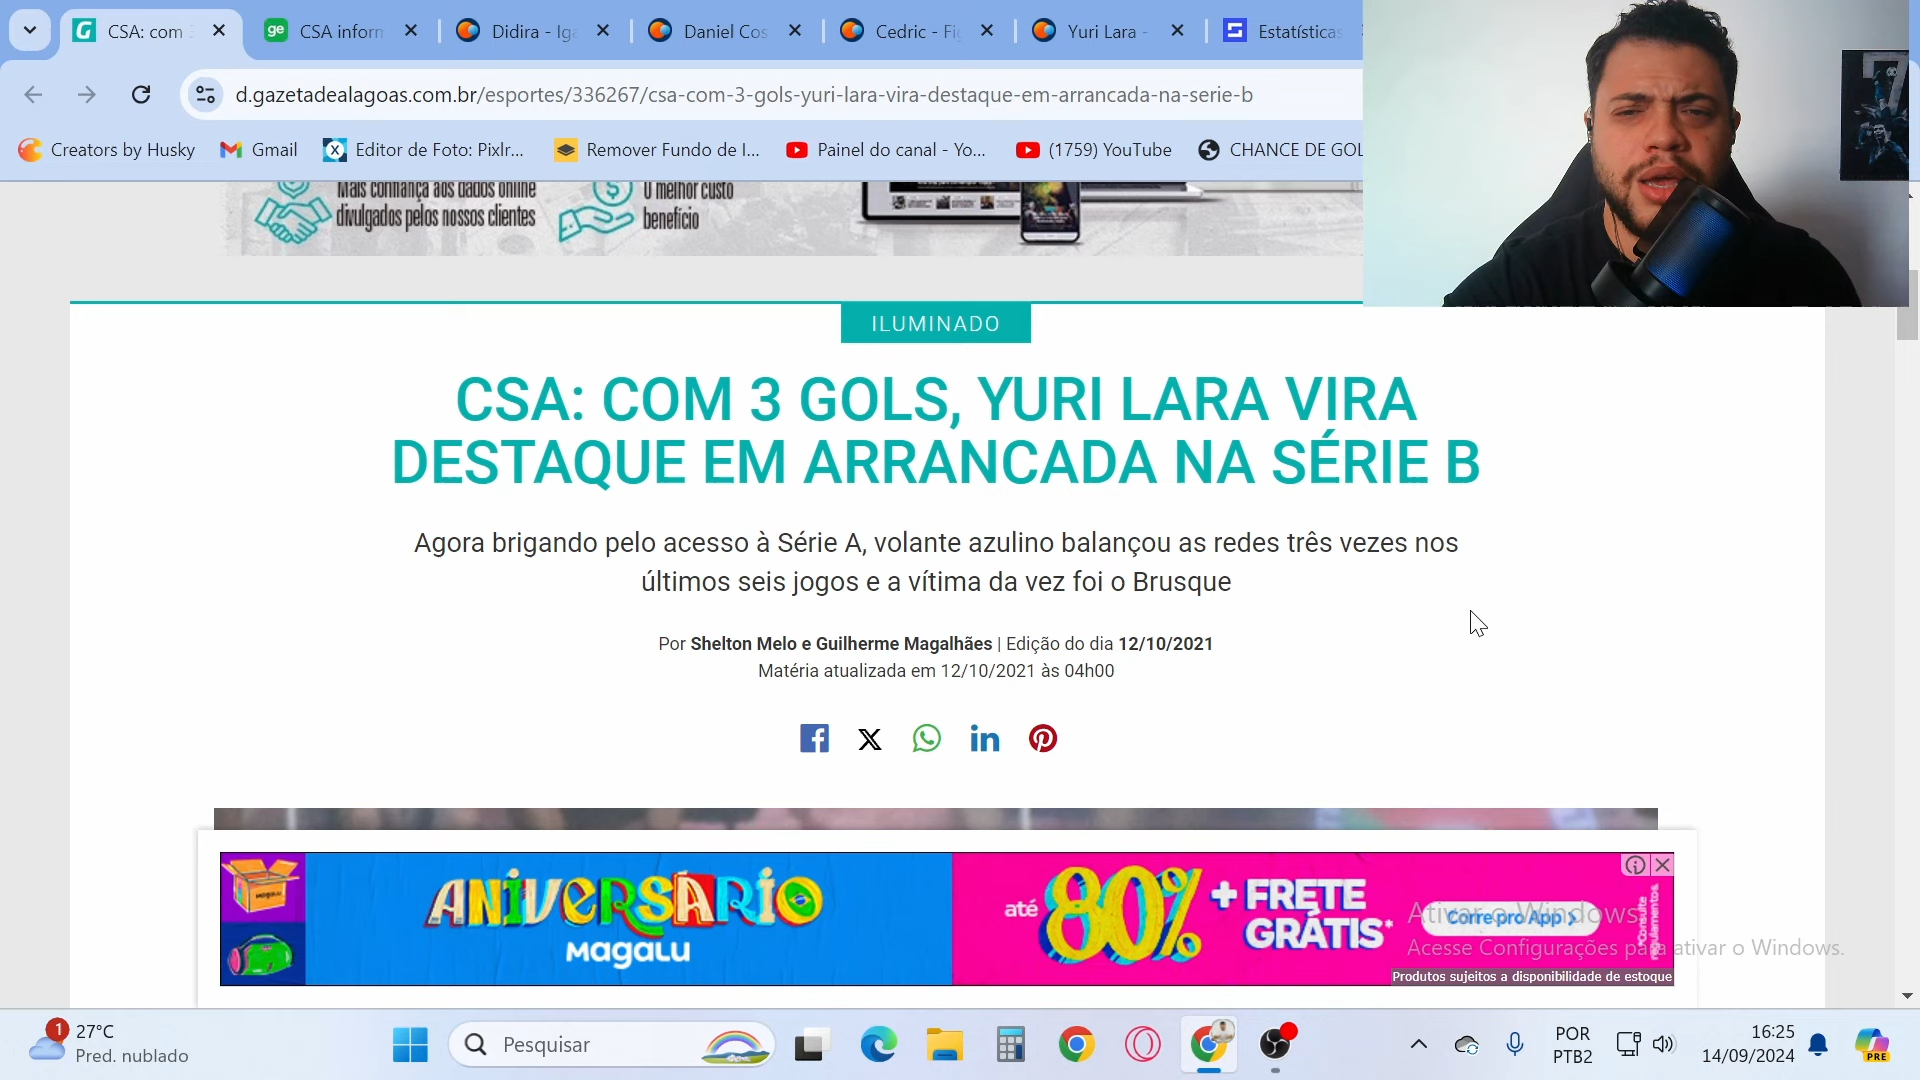 CSA: com
CSA inforn
Didira - Iga
Daniel Cos
Cedric - Fig
Yuri Lara -
Estatísticas
d.gazetadealagoas.com.br/esportes/336267/csa-com-3-gols-yuri-lara-vira-destaque-em-arrancada-na-serie-b
Creators by Husky
Gmail
Editor de Foto: Pixlr...
Remover Fundo de I...
Painel do canal - Yo...
(1759) YouTube
CHANCE DE GOL
Mais confiança aos dados online
divulgados pelos nossos clientes
O melhor custo
benefício
ILUMINADO
CSA: COM 3 GOLS, YURI LARA VIRA
DESTAQUE EM ARRANCADA NA SÉRIE B
Agora brigando pelo acesso à Série A, volante azulino balançou as redes três vezes nos
últimos seis jogos e a vítima da vez foi o Brusque
Por Shelton Melo e Guilherme Magalhães | Edição do dia 12/10/2021
Matéria atualizada em 12/10/2021 às 04h00
ANIVERSÁRIO
MAGALU
até 80% + FRETE
GRÁTIS*
Corre pro App >
*Consulte
regulamentos.
Produtos sujeitos a disponibilidade de estoque
Ativar o Windows
Acesse Configurações para ativar o Windows.
1
27°C
Pred. nublado
Pesquisar
POR
PTB2
16:25
14/09/2024
PRE